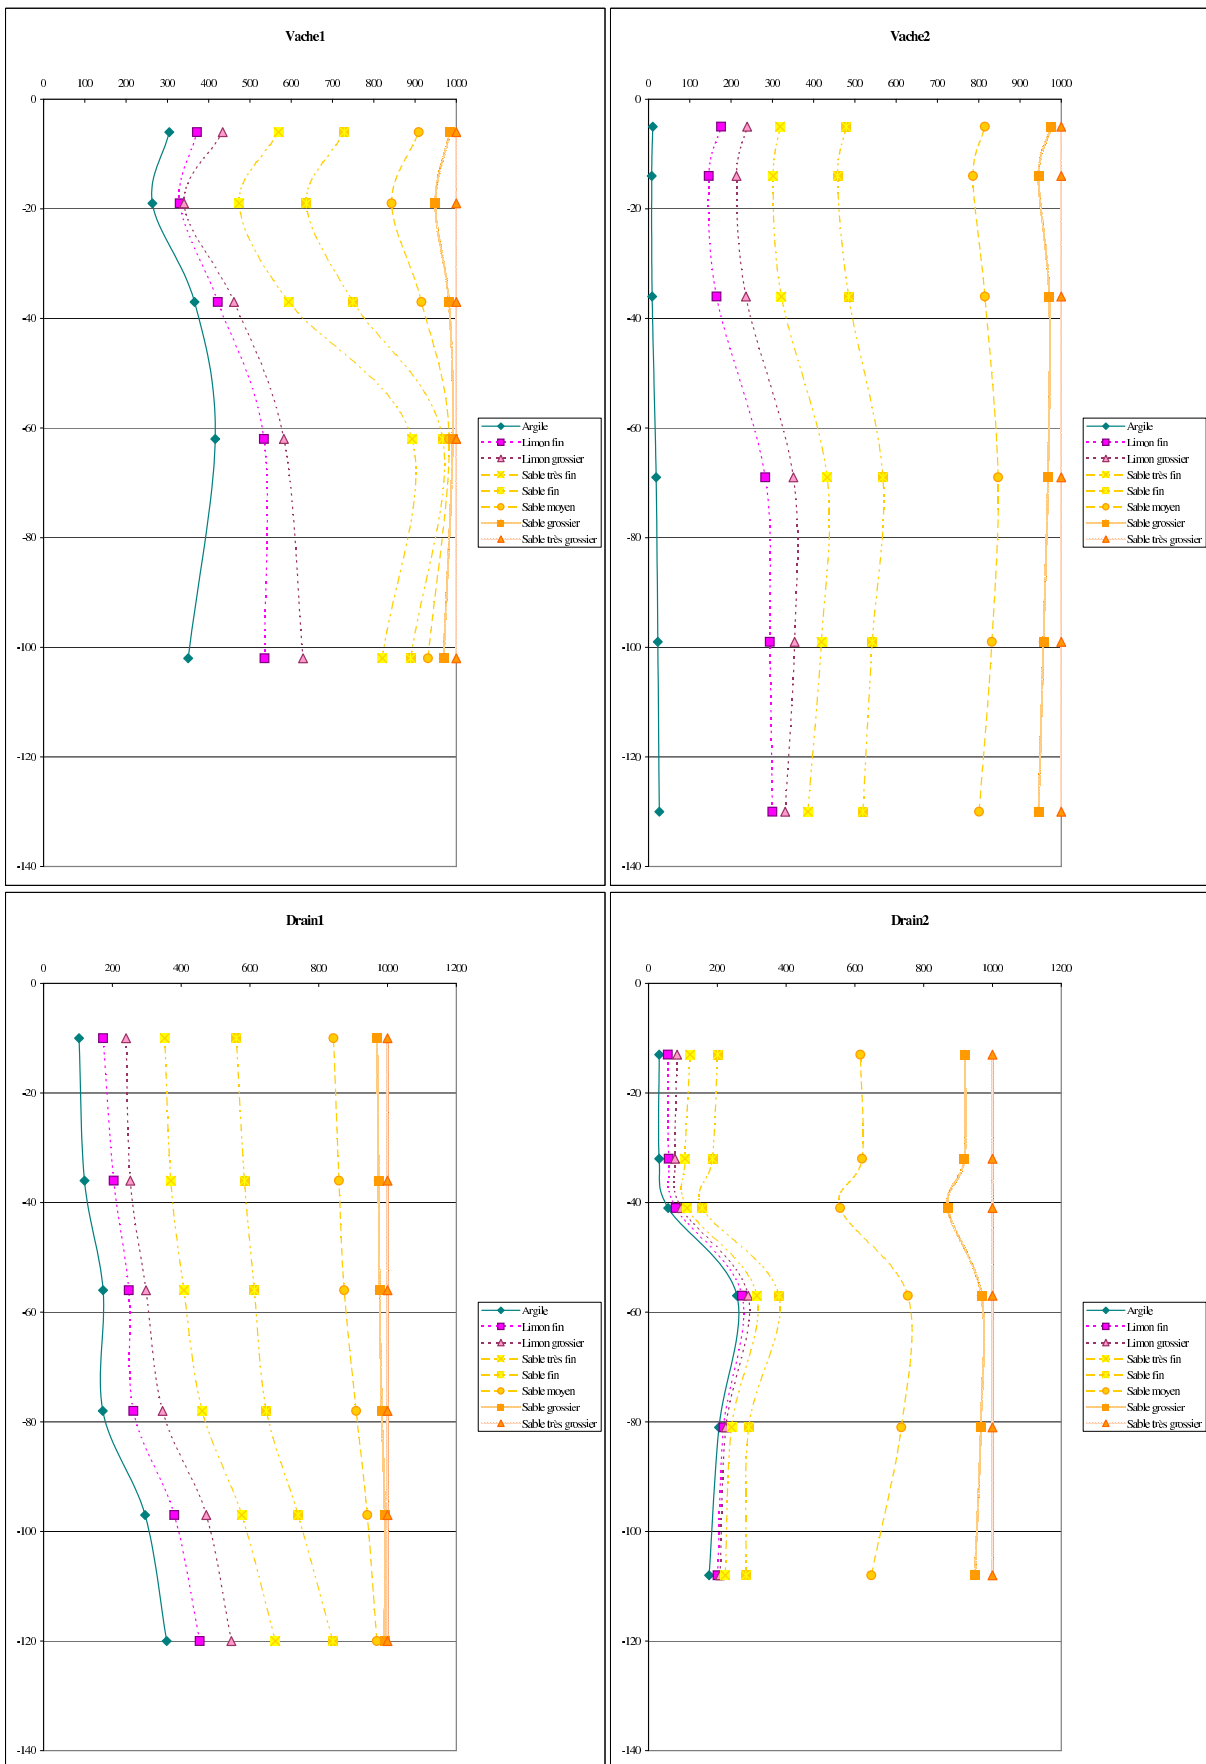 Vache1
0 100 200 300 400 500 600 700 800 900 1000
0
-20
-40
-60
-80
-100
-120
-140
Argile
Limon fin
Limon grossier
Sable très fin
Sable fin
Sable moyen
Sable grossier
Sable très grossier
Vache2
0 100 200 300 400 500 600 700 800 900 1000
0
-20
-40
-60
-80
-100
-120
-140
Argile
Limon fin
Limon grossier
Sable très fin
Sable fin
Sable moyen
Sable grossier
Sable très grossier
Drain1
0 200 400 600 800 1000 1200
0
-20
-40
-60
-80
-100
-120
-140
Argile
Limon fin
Limon grossier
Sable très fin
Sable fin
Sable moyen
Sable grossier
Sable très grossier
Drain2
0 200 400 600 800 1000 1200
0
-20
-40
-60
-80
-100
-120
-140
Argile
Limon fin
Limon grossier
Sable très fin
Sable fin
Sable moyen
Sable grossier
Sable très grossier